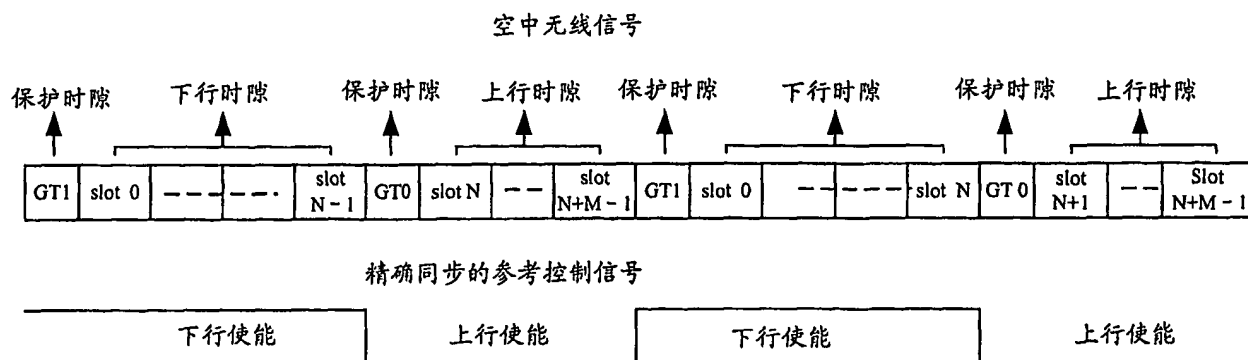 空中无线信号
保护时隙 下行时隙 保护时隙 上行时隙 保护时隙 下行时隙 保护时隙 上行时隙
GT1 slot 0 slot N-1 GT0 slot N slot N+M-1 GT1 slot 0 slot N GT 0 slot N+1 Slot N+M-1
精确同步的参考控制信号
下行使能 上行使能 下行使能 上行使能